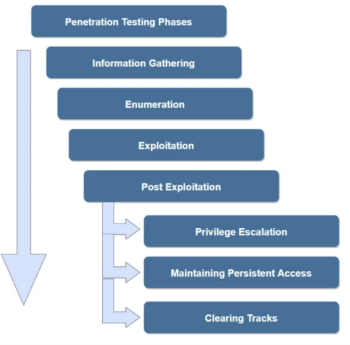 Penetration Testing Phases
Information Gathering
Enumeration
Exploitation
Post Exploitation
Privilege Escalation
Maintaining Persistent Access
Clearing Tracks